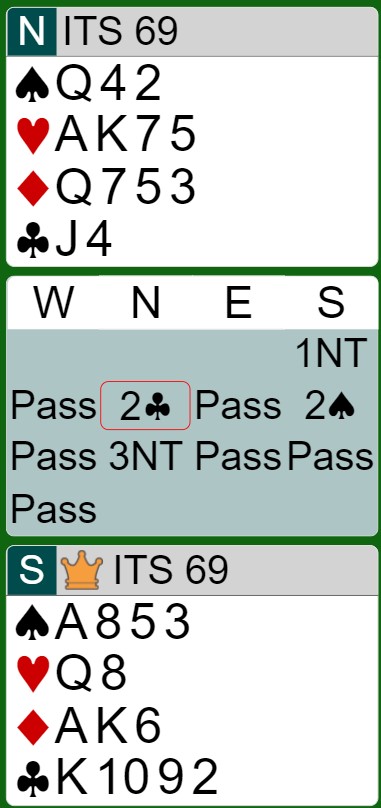 N ITS 69
♠Q42
♥AK75
♦Q753
♣J4
W N E S
1NT
Pass 2♣ Pass 2♠
Pass 3NT Pass Pass
Pass
S ITS 69
♠A853
♥Q8
♦AK6
♣K1092